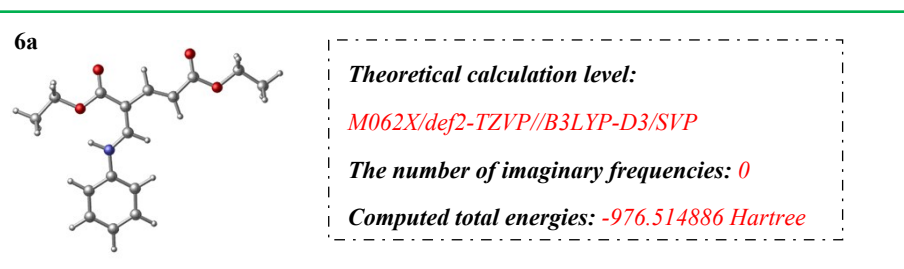 6a
Theoretical calculation level:
M062X/def2-TZVP//B3LYP-D3/SVP
The number of imaginary frequencies: 0
Computed total energies: -976.514886 Hartree